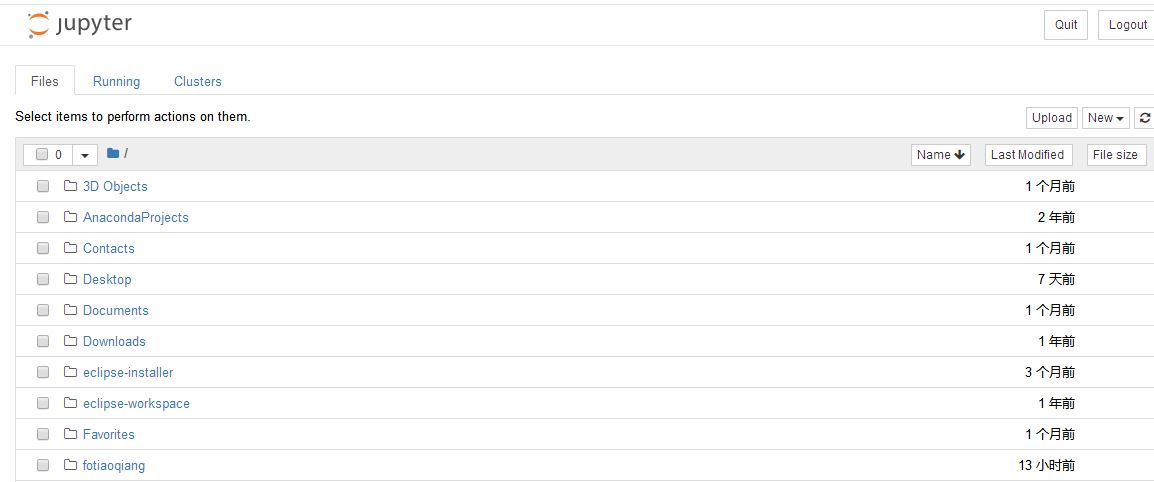 jupyter Quit Logout
Files Running Clusters
Select items to perform actions on them. Upload New
0 / Name Last Modified File size
3D Objects 1 个月前
AnacondaProjects 2 年前
Contacts 1 个月前
Desktop 7 天前
Documents 1 个月前
Downloads 1 年前
eclipse-installer 3 个月前
eclipse-workspace 1 年前
Favorites 1 个月前
fotiaoqiang 13 小时前